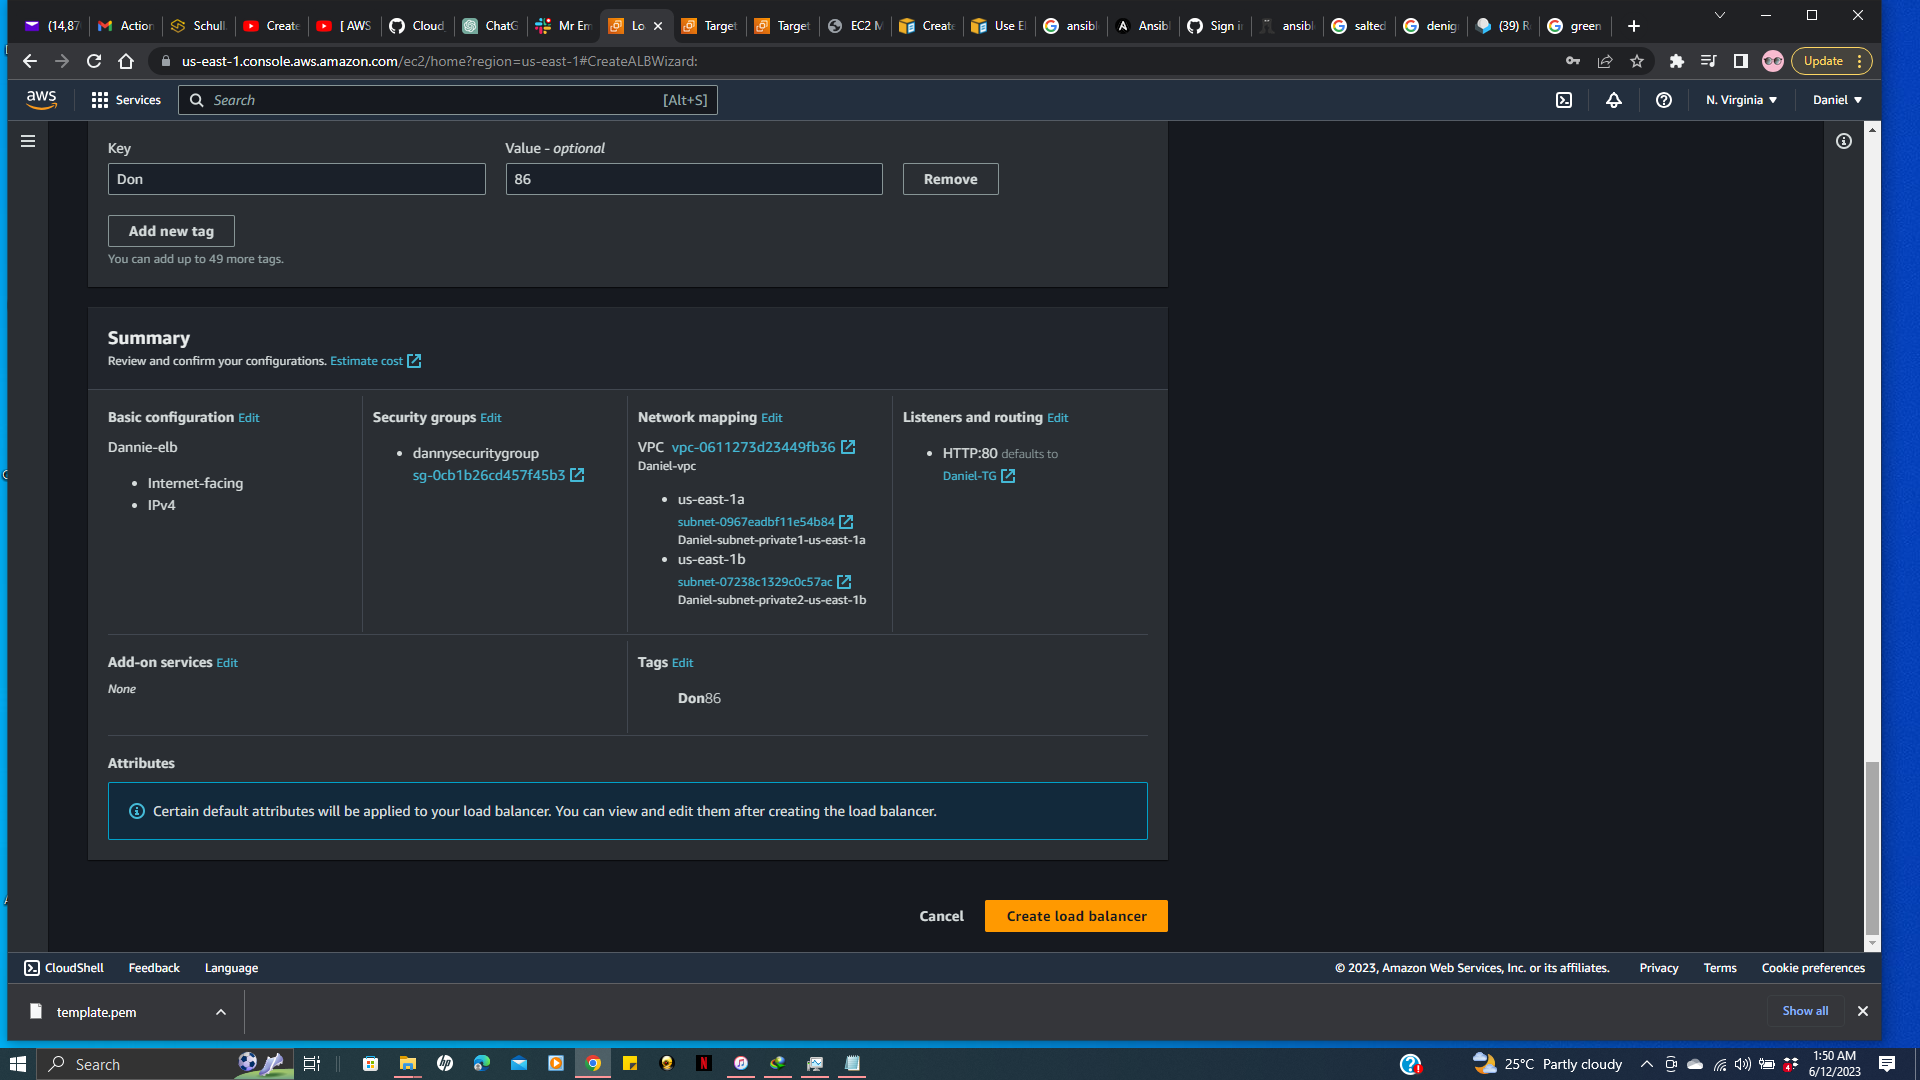 (14,87
Action
Schull
Create
[ AWS
Cloud
ChatG
Mr Em
Lo
Target
Target
EC2 M
Create
Use El
ansibl
Ansibl
Sign i
ansibl
salted
denig
(39) R
green
us-east-1.console.aws.amazon.com/ec2/home?region=us-east-1#CreateALBWizard:
Update
aws
Services
Search
[Alt+S]
N. Virginia
Daniel
Key
Value - optional
Don
86
Remove
Add new tag
You can add up to 49 more tags.
Summary
Review and confirm your configurations. Estimate cost
Basic configuration Edit
Dannie-elb
• Internet-facing
• IPv4
Security groups Edit
• dannysecuritygroup
sg-0cb1b26cd457f45b3
Network mapping Edit
VPC vpc-0611273d23449fb36
Daniel-vpc
• us-east-1a
subnet-0967eadbf11e54b84
Daniel-subnet-private1-us-east-1a
• us-east-1b
subnet-07238c1329c0c57ac
Daniel-subnet-private2-us-east-1b
Listeners and routing Edit
• HTTP:80 defaults to
Daniel-TG
Add-on services Edit
None
Tags Edit
Don86
Attributes
Certain default attributes will be applied to your load balancer. You can view and edit them after creating the load balancer.
Cancel
Create load balancer
CloudShell
Feedback
Language
© 2023, Amazon Web Services, Inc. or its affiliates.
Privacy
Terms
Cookie preferences
template.pem
Show all
Search
25°C Partly cloudy
1:50 AM
6/12/2023